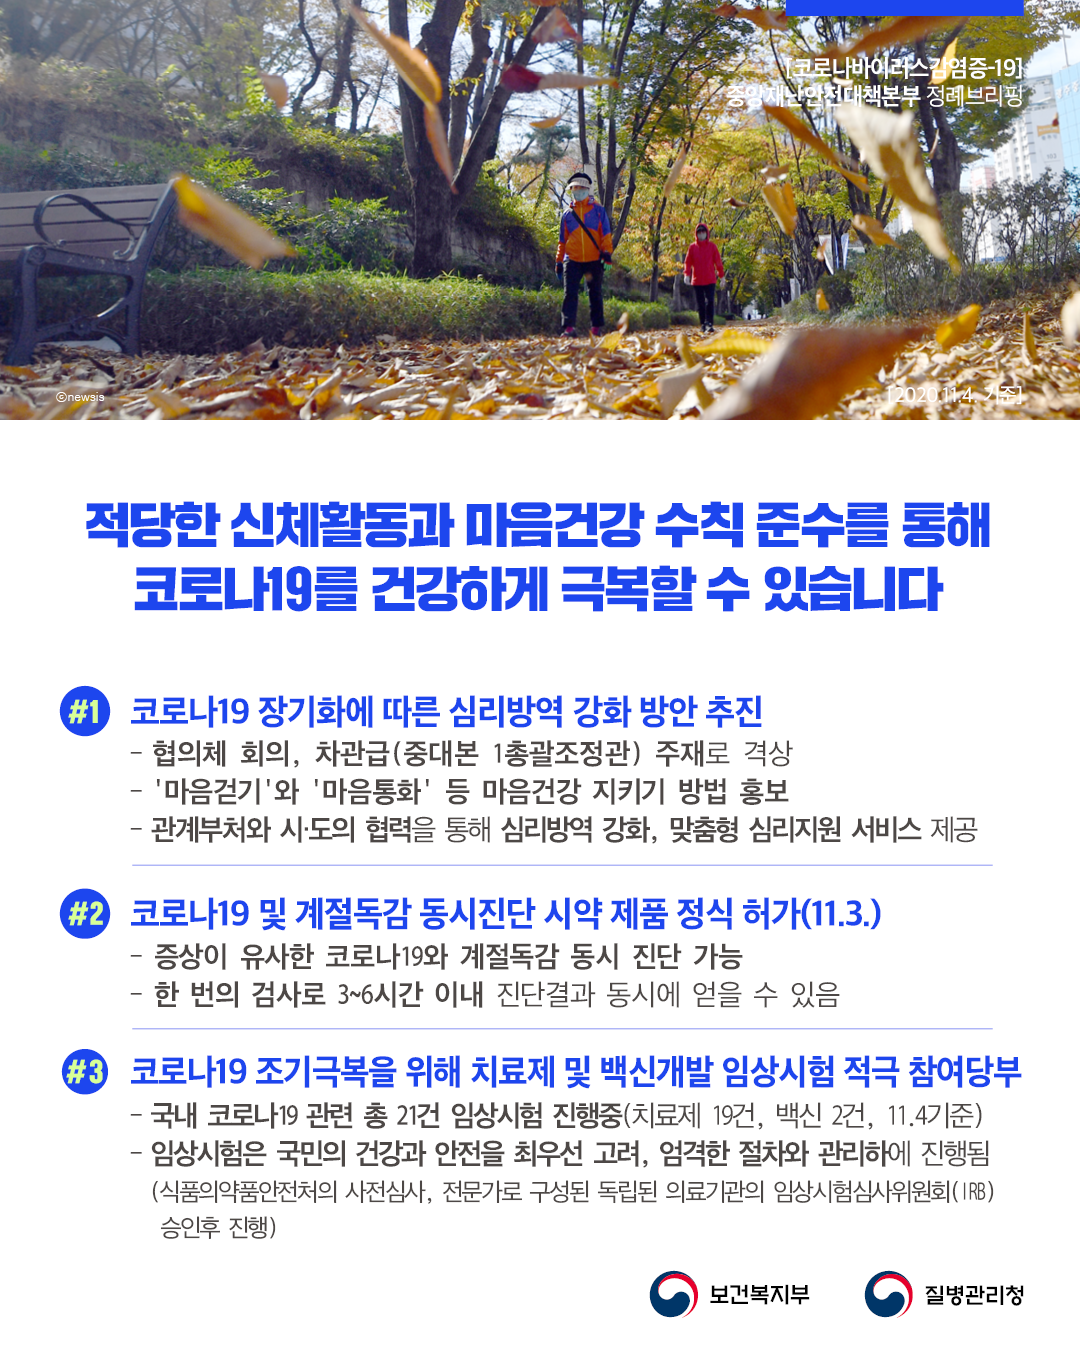 [코로나바이러스감염증-19]
중앙재난안전대책본부 정례브리핑
ⓒnewsis
[2020.11.4. 기준]
적당한 신체활동과 마음건강 수칙 준수를 통해
코로나19를 건강하게 극복할 수 있습니다
#1 코로나19 장기화에 따른 심리방역 강화 방안 추진
- 협의체 회의, 차관급(중대본 1총괄조정관) 주재로 격상
- '마음걷기'와 '마음통화' 등 마음건강 지키기 방법 홍보
- 관계부처와 시·도의 협력을 통해 심리방역 강화, 맞춤형 심리지원 서비스 제공
#2 코로나19 및 계절독감 동시진단 시약 제품 정식 허가(11.3.)
- 증상이 유사한 코로나19와 계절독감 동시 진단 가능
- 한 번의 검사로 3~6시간 이내 진단결과 동시에 얻을 수 있음
#3 코로나19 조기극복을 위해 치료제 및 백신개발 임상시험 적극 참여당부
- 국내 코로나19 관련 총 21건 임상시험 진행중(치료제 19건, 백신 2건, 11.4기준)
- 임상시험은 국민의 건강과 안전을 최우선 고려, 엄격한 절차와 관리하에 진행됨
(식품의약품안전처의 사전심사, 전문가로 구성된 독립된 의료기관의 임상시험심사위원회(IRB)
승인후 진행)
보건복지부
질병관리청